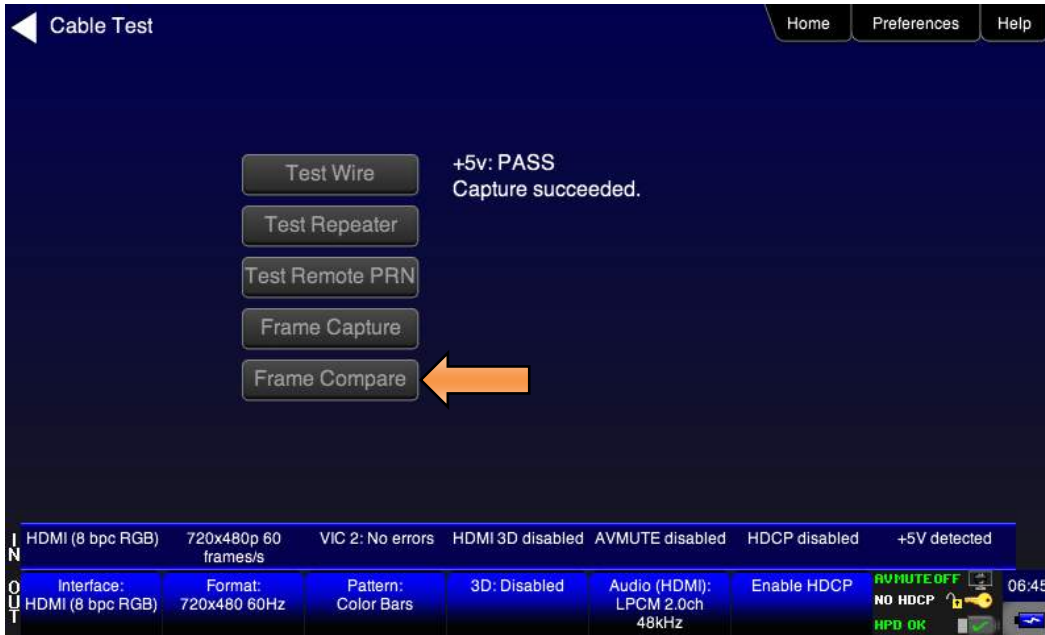 Cable Test
Home
Preferences
Help
Test Wire
+5v: PASS
Capture succeeded.
Test Repeater
Test Remote PRN
Frame Capture
Frame Compare
IN
HDMI (8 bpc RGB)
720x480p 60
frames/s
VIC 2: No errors
HDMI 3D disabled
AVMUTE disabled
HDCP disabled
+5V detected
OUT
Interface:
HDMI (8 bpc RGB)
Format:
720x480 60Hz
Pattern:
Color Bars
3D: Disabled
Audio (HDMI):
LPCM 2.0ch
48kHz
Enable HDCP
AVMUTEOFF
NO HDCP
HPD OK
06:45